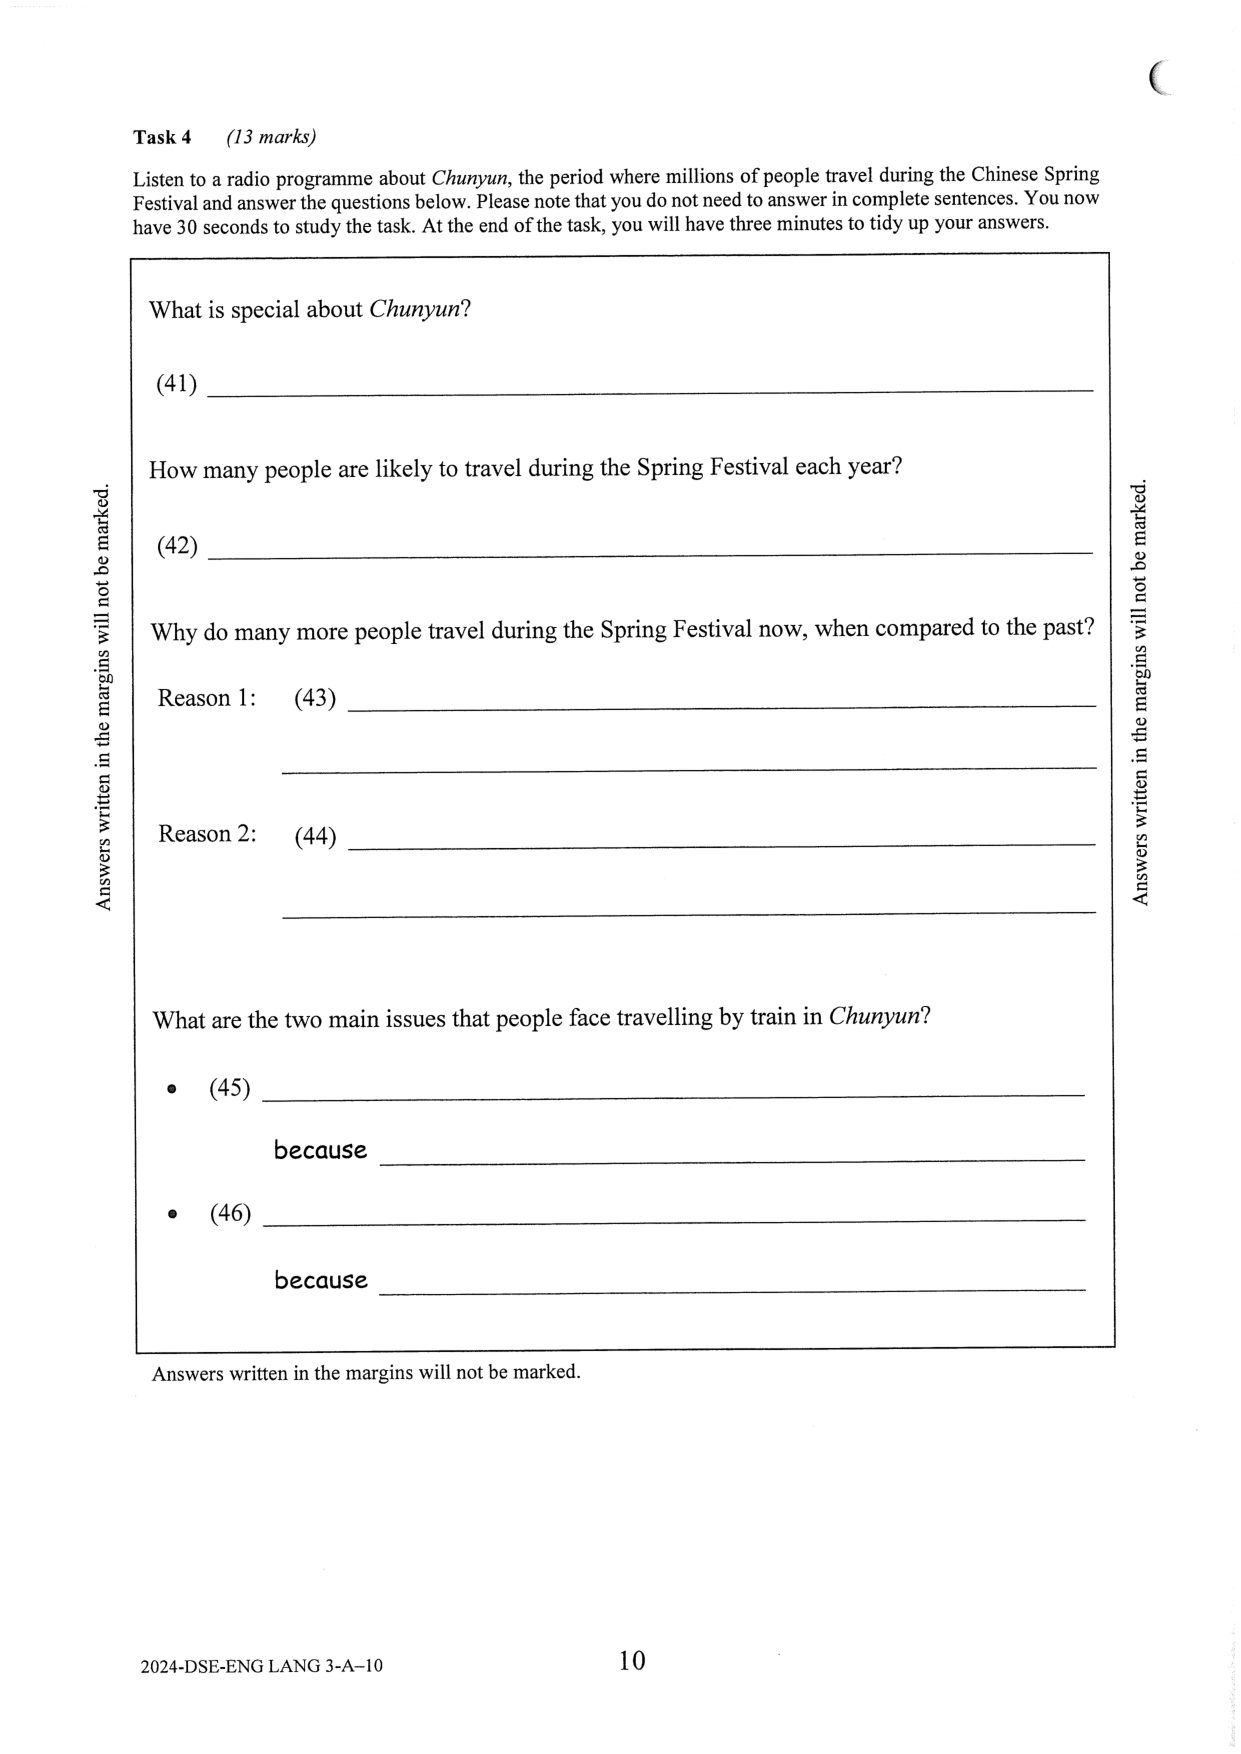 Task 4 (13 marks)
Listen to a radio programme about Chunyun, the period where millions of people travel during the Chinese Spring
Festival and answer the questions below. Please note that you do not need to answer in complete sentences. You now
have 30 seconds to study the task. At the end of the task, you will have three minutes to tidy up your answers.
What is special about Chunyun?
(41)
How many people are likely to travel during the Spring Festival each year?
(42)
Why do many more people travel during the Spring Festival now, when compared to the past?
Reason 1: (43)
Reason 2: (44)
What are the two main issues that people face travelling by train in Chunyun?
• (45)
because
• (46)
because
Answers written in the margins will not be marked.
Answers written in the margins will not be marked.
Answers written in the margins will not be marked.
2024-DSE-ENG LANG 3-A–10
10